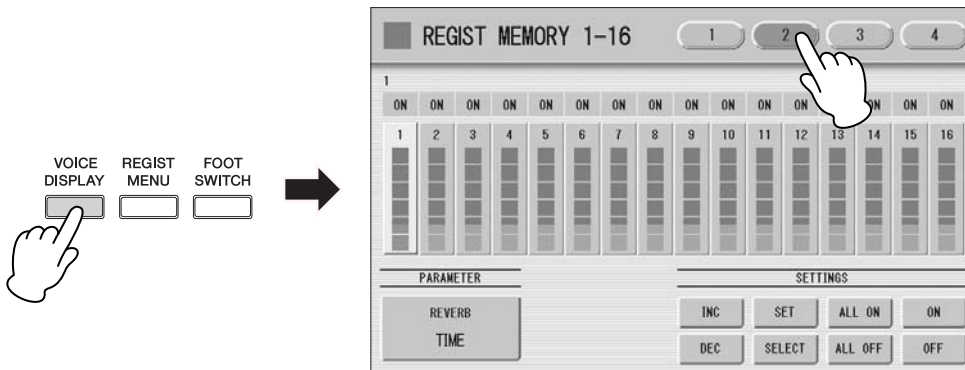 VOICE DISPLAY
REGIST MENU
FOOT SWITCH
REGIST MEMORY 1-16
1 2 3 4
1
ON ON ON ON ON ON ON ON ON ON ON ON ON ON ON
1 2 3 4 5 6 7 8 9 10 11 12 13 14 15 16
PARAMETER SETTINGS
REVERB
TIME
INC SET ALL ON ON
DEC SELECT ALL OFF OFF